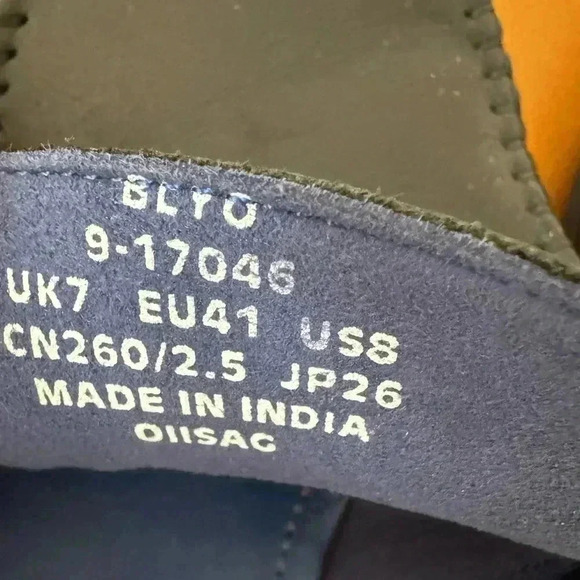 BLYO
9-17046
UK7 EU41 US8
CN260/2.5 JP26
MADE IN INDIA
OIISAG